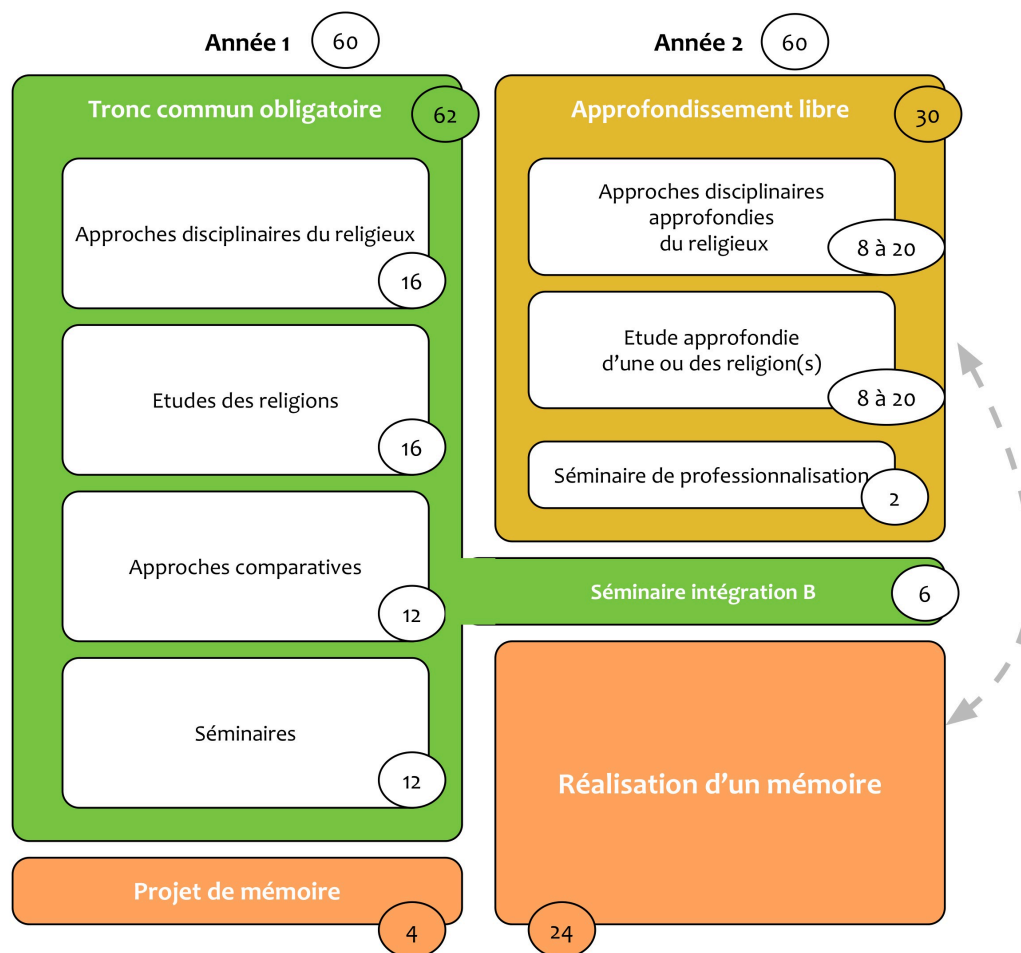 Année 1
60
Année 2
60
Tronc commun obligatoire
62
Approches disciplinaires du religieux
16
Etudes des religions
16
Approches comparatives
12
Séminaires
12
Projet de mémoire
4
Approfondissement libre
30
Approches disciplinaires
approfondies
du religieux
8 à 20
Etude approfondie
d'une ou des religion(s)
8 à 20
Séminaire de professionnalisation
2
Séminaire intégration B
6
Réalisation d'un mémoire
24